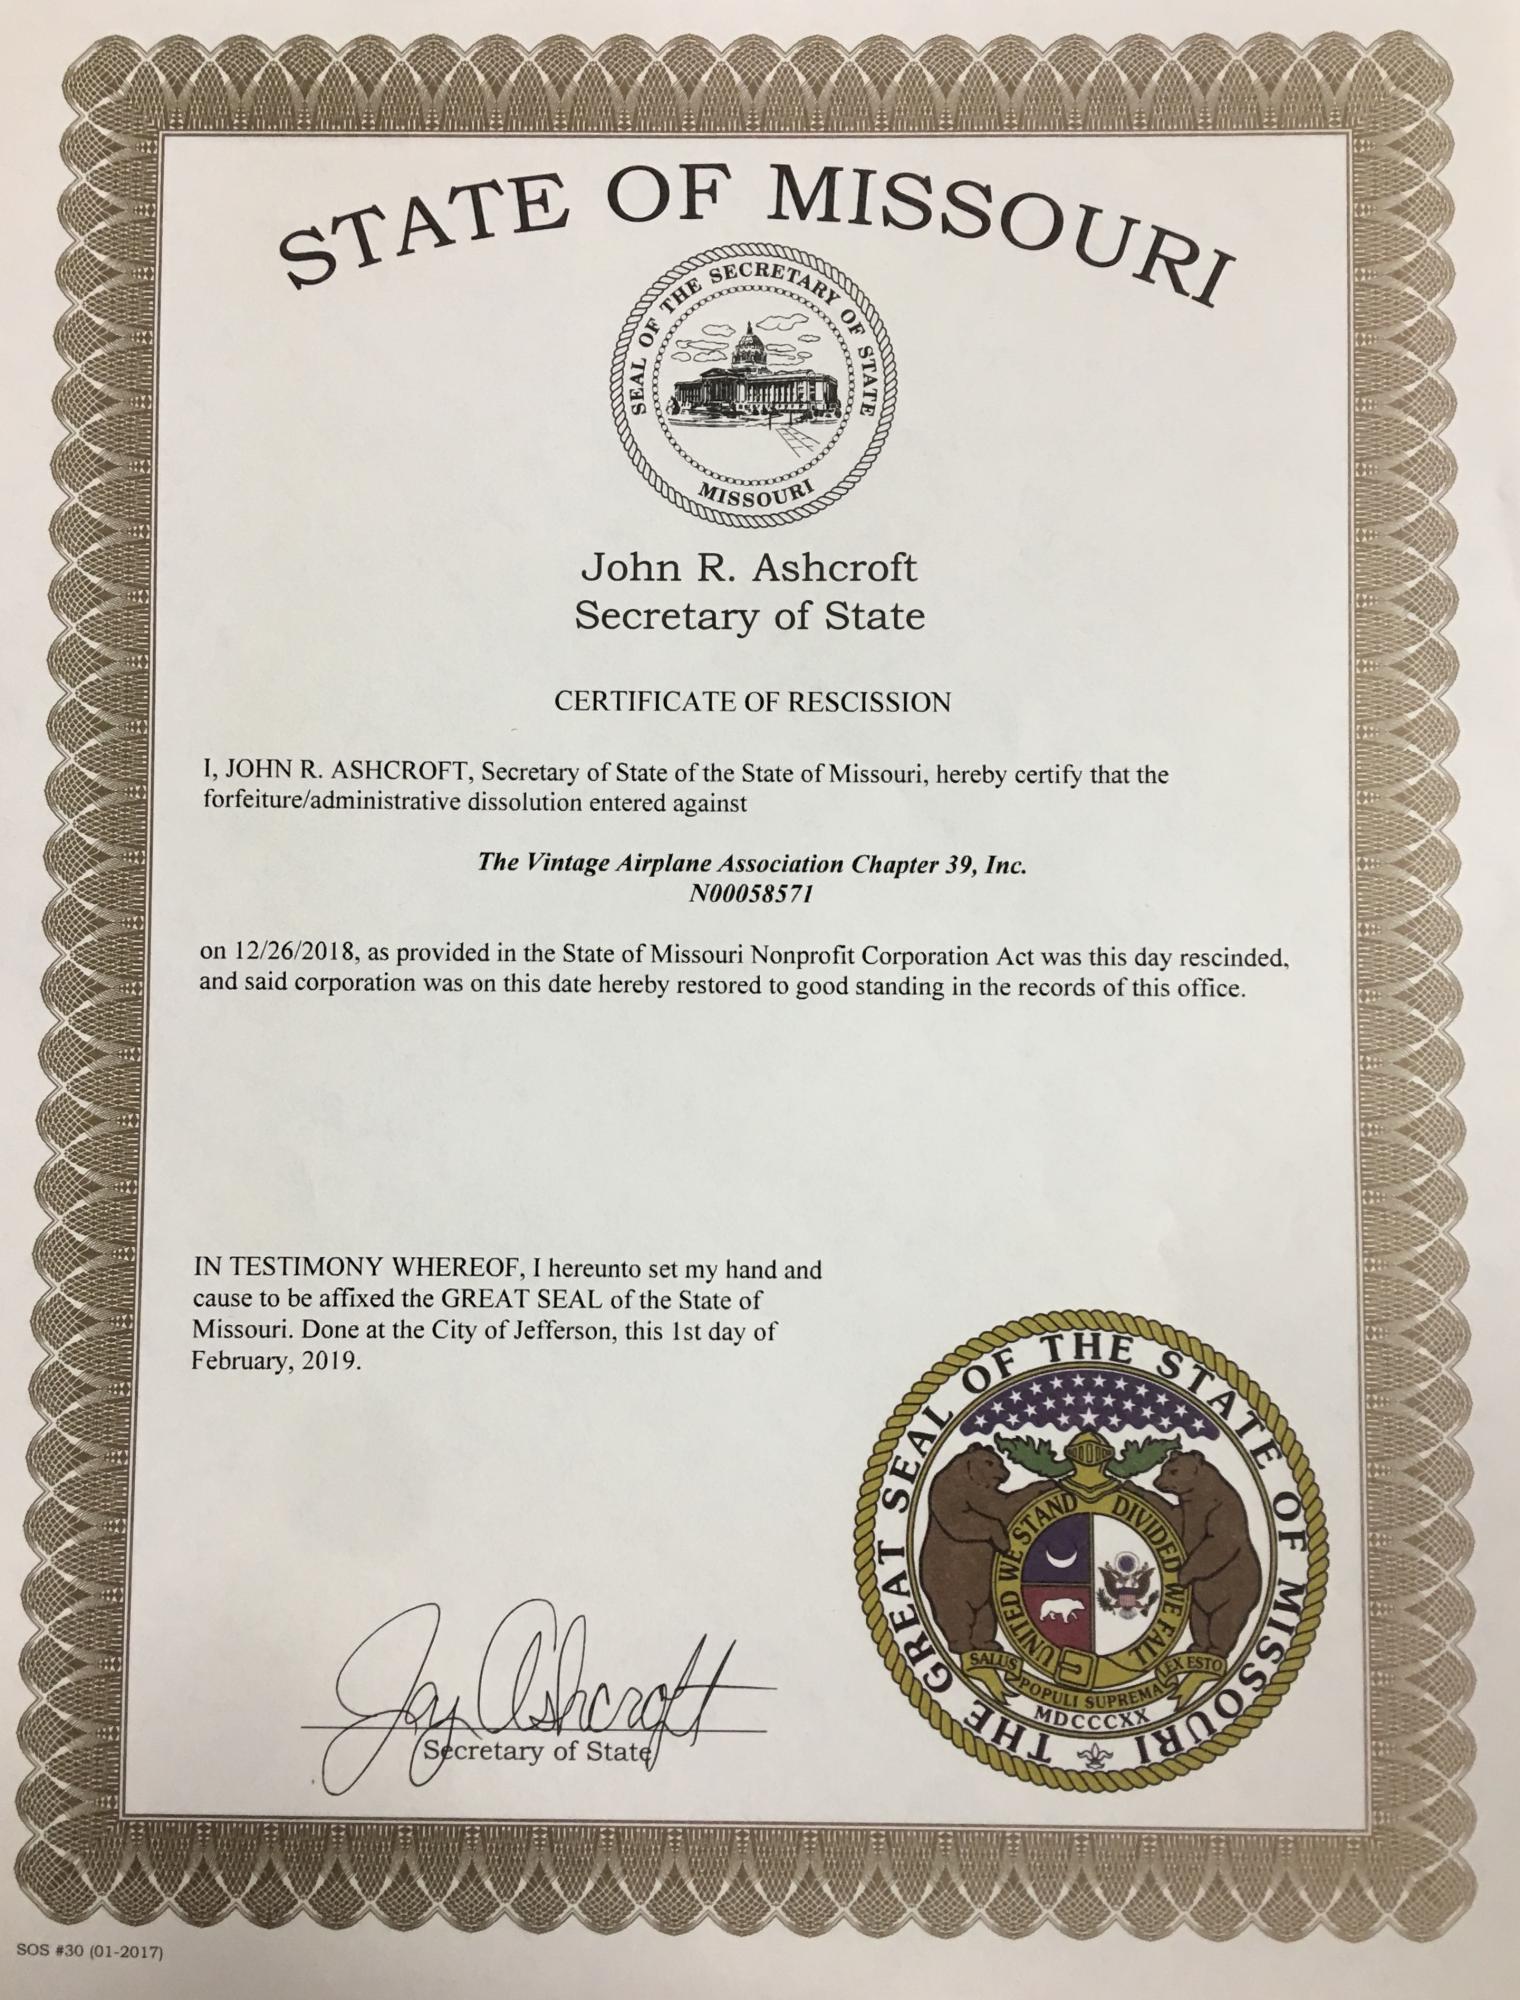 STATE OF MISSOURI
SEAL OF THE SECRETARY OF STATE
MISSOURI
John R. Ashcroft
Secretary of State
CERTIFICATE OF RESCISSION
I, JOHN R. ASHCROFT, Secretary of State of the State of Missouri, hereby certify that the
forfeiture/administrative dissolution entered against
The Vintage Airplane Association Chapter 39, Inc.
N00058571
on 12/26/2018, as provided in the State of Missouri Nonprofit Corporation Act was this day rescinded,
and said corporation was on this date hereby restored to good standing in the records of this office.
IN TESTIMONY WHEREOF, I hereunto set my hand and
cause to be affixed the GREAT SEAL of the State of
Missouri. Done at the City of Jefferson, this 1st day of
February, 2019.
Jay Ashcroft
Secretary of State
THE GREAT SEAL OF THE STATE OF MISSOURI
UNITED WE STAND DIVIDED WE FALL
SALUS POPULI SUPREMA LEX ESTO
MDCCCXX
SOS #30 (01-2017)